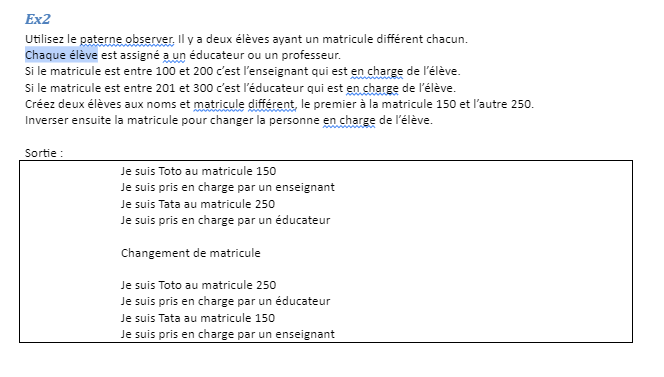 Ex2
Utilisez le paterne observer. Il y a deux élèves ayant un matricule différent chacun.
Chaque élève est assigné a un éducateur ou un professeur.
Si le matricule est entre 100 et 200 c'est l'enseignant qui est en charge de l'élève.
Si le matricule est entre 201 et 300 c'est l'éducateur qui est en charge de l'élève.
Créez deux élèves aux noms et matricule différent, le premier à la matricule 150 et l'autre 250.
Inverser ensuite la matricule pour changer la personne en charge de l'élève.
Sortie :
Je suis Toto au matricule 150
Je suis pris en charge par un enseignant
Je suis Tata au matricule 250
Je suis pris en charge par un éducateur
Changement de matricule
Je suis Toto au matricule 250
Je suis pris en charge par un éducateur
Je suis Tata au matricule 150
Je suis pris en charge par un enseignant